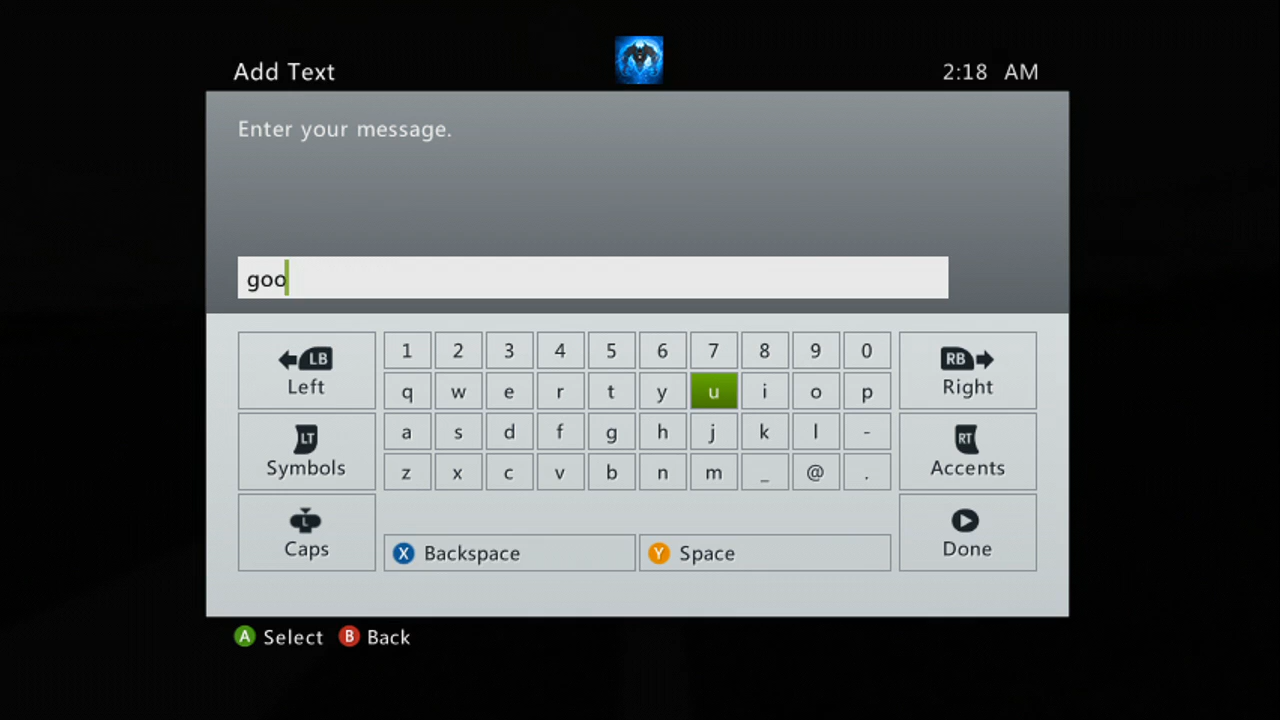 Add Text
2:18 AM
Enter your message.
goo
LB
Left
1 2 3 4 5 6 7 8 9 0
RB
Right
q w e r t y u i o p
LT
Symbols
a s d f g h j k l -
RT
Accents
z x c v b n m _ @ .
L
Caps
X Backspace
Y Space
Done
A Select B Back